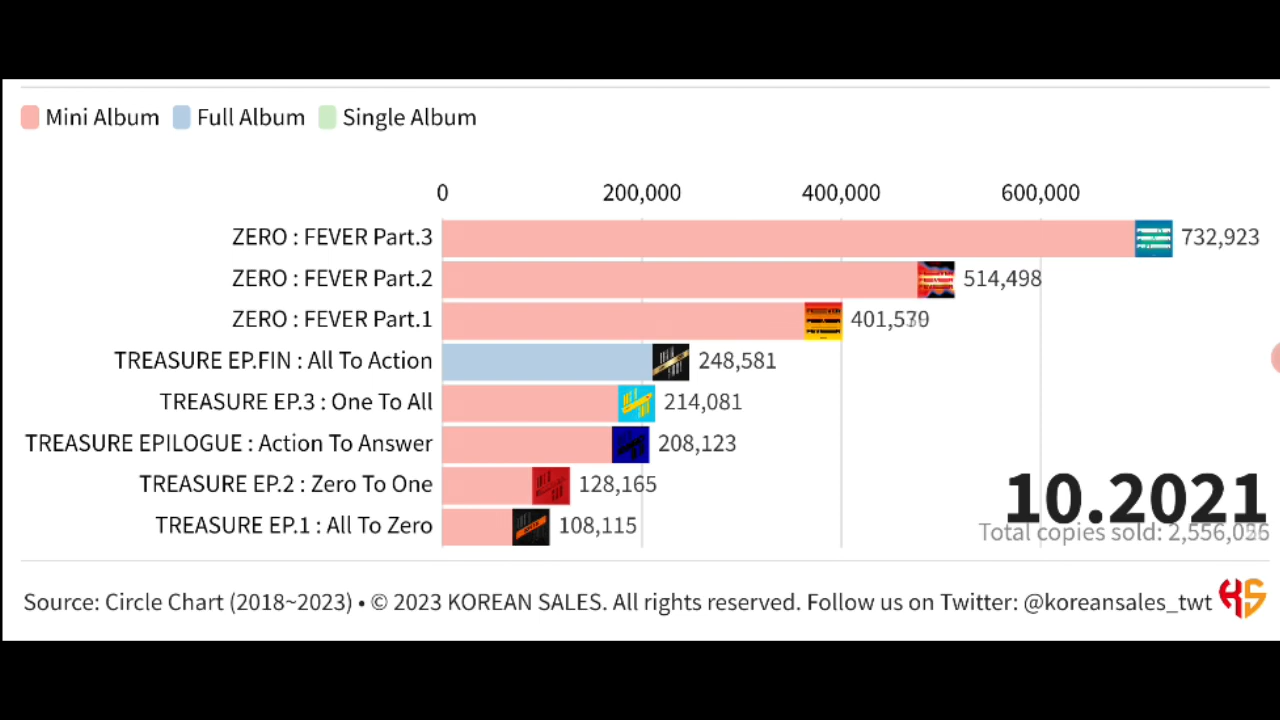 Mini Album Full Album Single Album
0 200,000 400,000 600,000
ZERO : FEVER Part.3 732,923
ZERO : FEVER Part.2 514,498
ZERO : FEVER Part.1
TREASURE EP.FIN : All To Action 248,581
TREASURE EP.3 : One To All 214,081
TREASURE EPILOGUE : Action To Answer 208,123
TREASURE EP.2 : Zero To One 128,165
TREASURE EP.1 : All To Zero 108,115
10.2021
Total copies sold:
Source: Circle Chart (2018~2023) • © 2023 KOREAN SALES. All rights reserved. Follow us on Twitter: @koreansales_twt KS